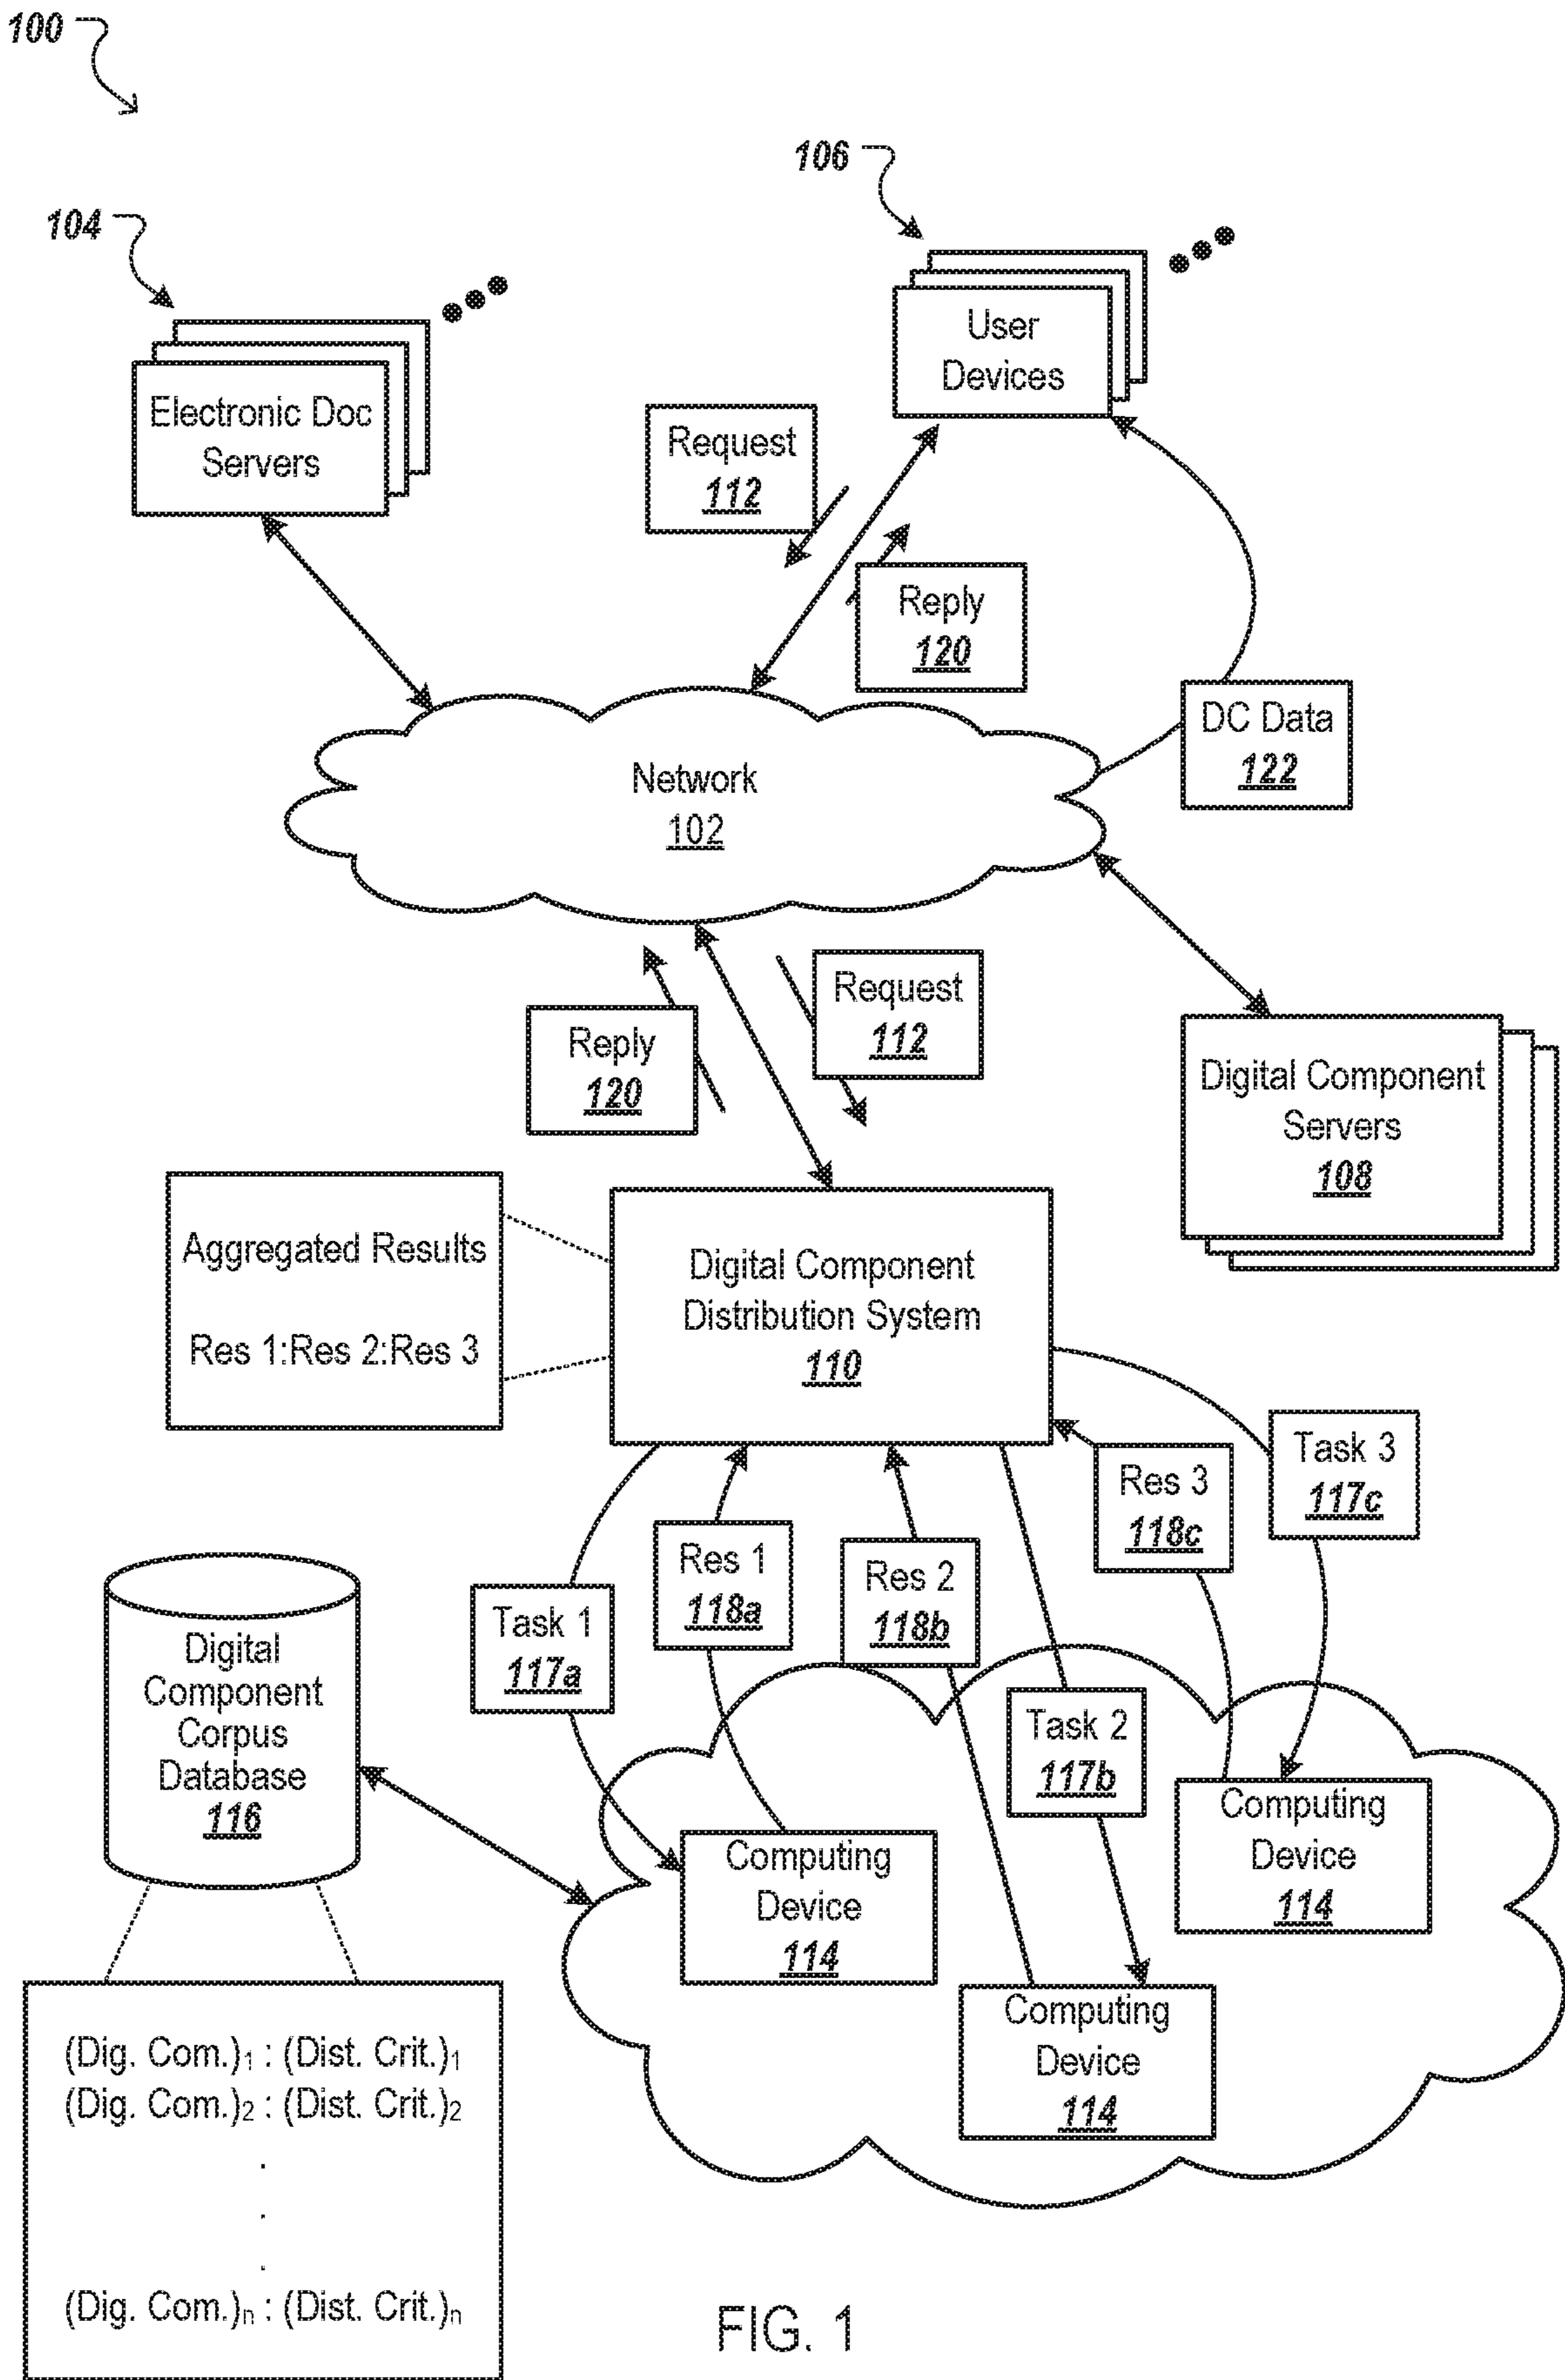 100
106
104
User
Devices
Electronic Doc
Servers
Request
112
Reply
120
DC Data
122
Network
102
Request
112
Reply
120
Digital Component
Servers
108
Aggregated Results
Res 1:Res 2:Res 3
Digital Component
Distribution System
110
Task 3
117c
Res 3
118c
Res 1
118a
Res 2
118b
Task 1
117a
Digital
Component
Corpus
Database
116
Task 2
117b
Computing
Device
114
Computing
Device
114
Computing
Device
114
(Dig. Com.)1 : (Dist. Crit.)1
(Dig. Com.)2 : (Dist. Crit.)2
.
.
.
(Dig. Com.)n : (Dist. Crit.)n
FIG. 1